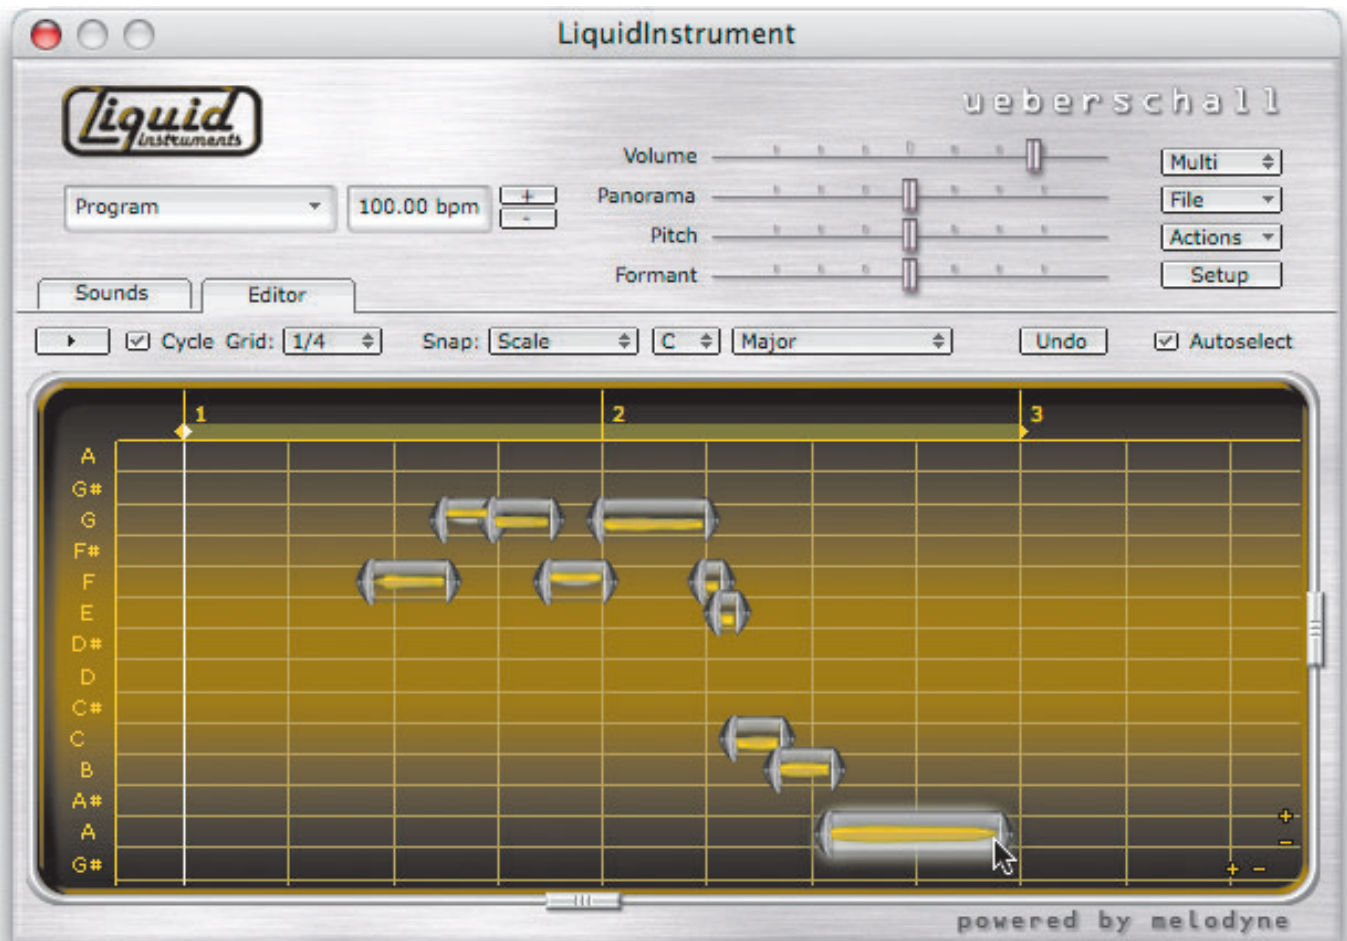 LiquidInstrument
Liquid
instruments
ueberschall
Volume
Multi
Program
100.00 bpm
+
-
Panorama
File
Pitch
Actions
Formant
Setup
Sounds
Editor
Cycle Grid: 1/4 Snap: Scale C Major Undo Autoselect
1 2 3
A
G#
G
F#
F
E
D#
D
C#
C
B
A#
A
G#
+
-
+ -
powered by melodyne